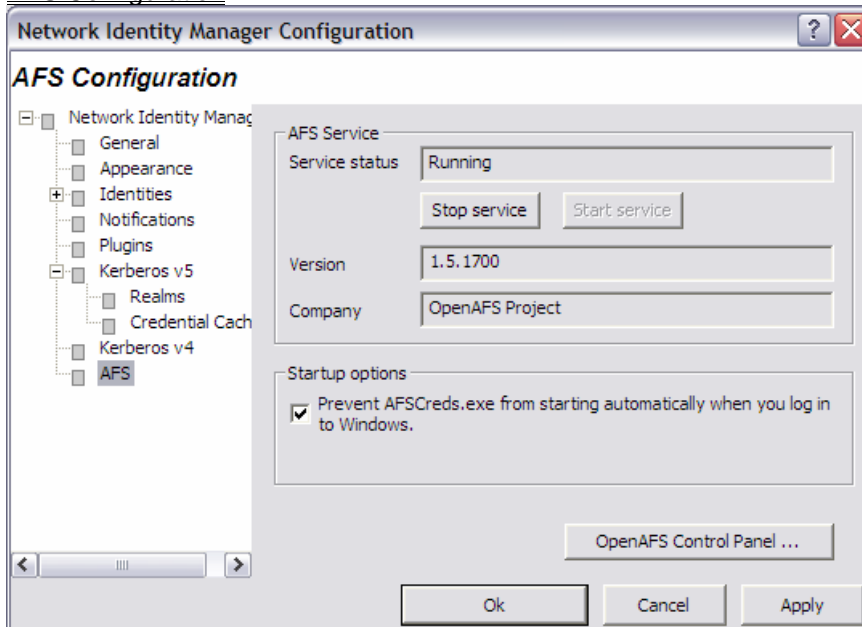 Network Identity Manager Configuration
AFS Configuration
Network Identity Manag
General
Appearance
Identities
Notifications
Plugins
Kerberos v5
Realms
Credential Cach
Kerberos v4
AFS
AFS Service
Service status Running
Stop service Start service
Version 1.5.1700
Company OpenAFS Project
Startup options
Prevent AFSCreds.exe from starting automatically when you log in
to Windows.
OpenAFS Control Panel ...
Ok Cancel Apply